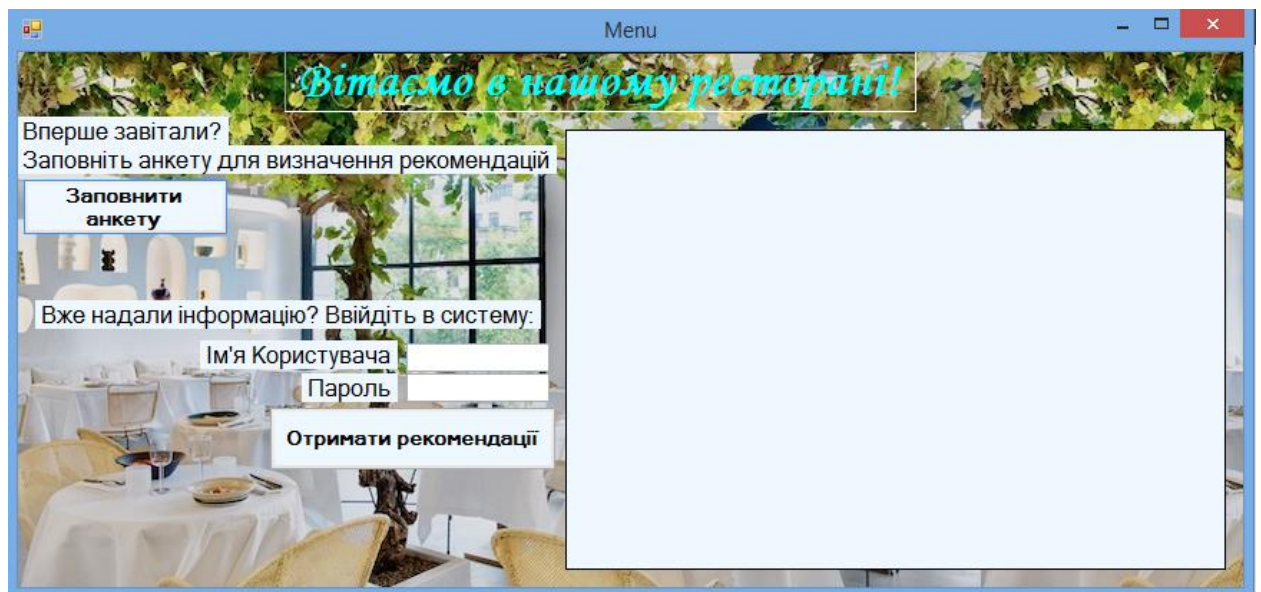 Menu
Вітаємо в нашому ресторані!
Вперше завітали?
Заповніть анкету для визначення рекомендацій
Заповнити
анкету
Вже надали інформацію? Ввійдіть в систему:
Ім'я Користувача
Пароль
Отримати рекомендації